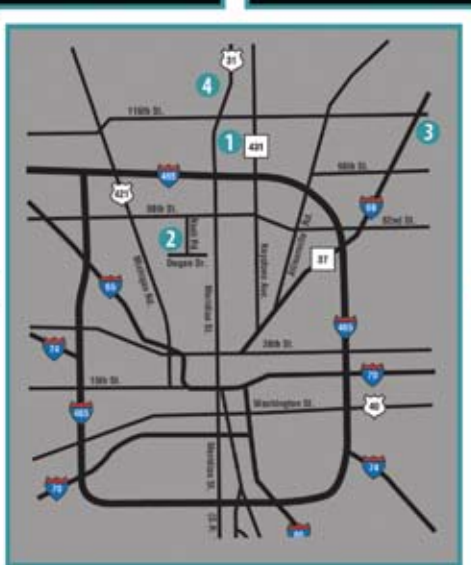 31
4
116th St.
1
431
3
465
96th St.
421
69
86th St.
82nd St.
2
Ditch Rd
Dugan Dr.
37
Michigan Rd.
Meridian St.
Keystone Ave.
Allisonville Rd.
65
465
74
38th St.
70
16th St.
Washington St.
40
465
74
70
Meridian St.